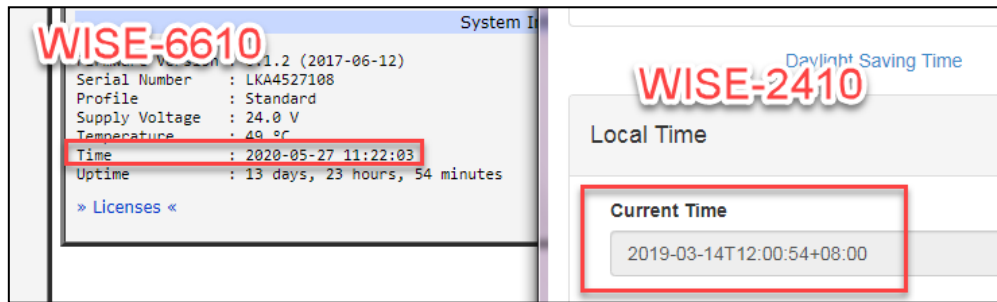 System
WISE-6610
.1.2 (2017-06-12)
Serial Number : LKA4527108
Profile : Standard
Supply Voltage : 24.0 V
Temperature : 49 °C
Time : 2020-05-27 11:22:03
Uptime : 13 days, 23 hours, 54 minutes
» Licenses «
Daylight Saving Time
WISE-2410
Local Time
Current Time
2019-03-14T12:00:54+08:00